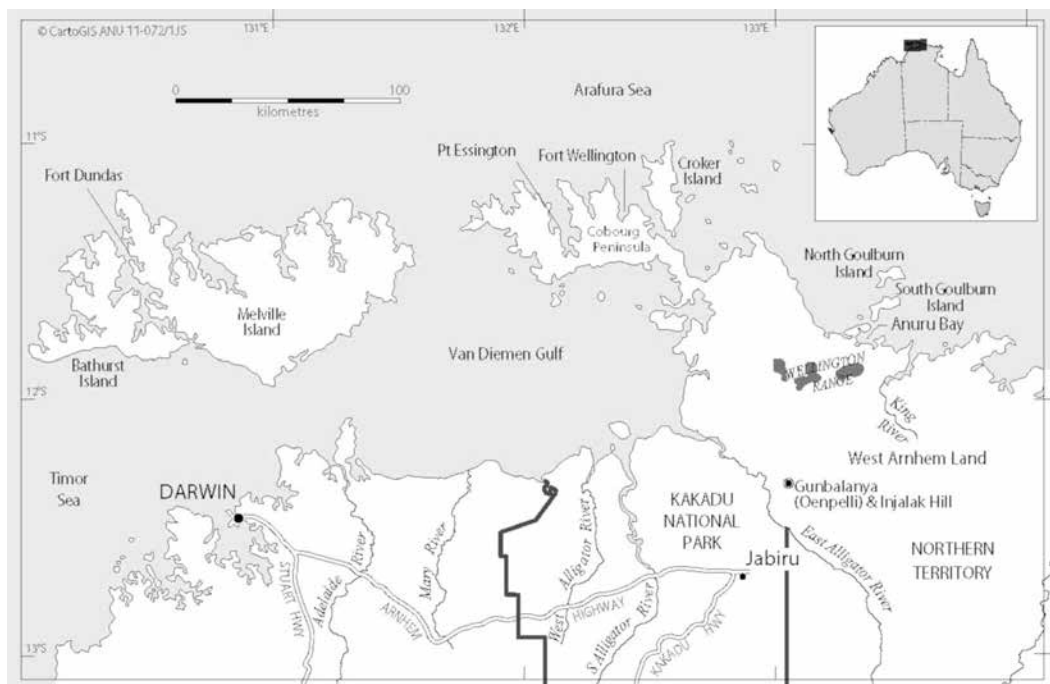 © CartoGIS ANU 11-072/1JS
131°E
132°E
133°E
0
100
kilometres
Arafura Sea
11°S
Pt Essington
Fort Wellington
Croker
Island
Fort Dundas
Cobourg
Peninsula
North Goulburn
Island
South Goulburn
Island
Anuru Bay
Melville
Island
Van Diemen Gulf
Bathurst
Island
WELLINGTON
RANGE
12°S
King
River
West Arnhem Land
Timor
Sea
DARWIN
Gunbalanya
(Oenpelli) & Injalak Hill
KAKADU
NATIONAL
PARK
Jabiru
East Alligator River
NORTHERN
TERRITORY
STUART HWY
Adelaide River
Mary River
ARNHEM
HIGHWAY
West Alligator River
S Alligator River
KAKADU HWY
13°S